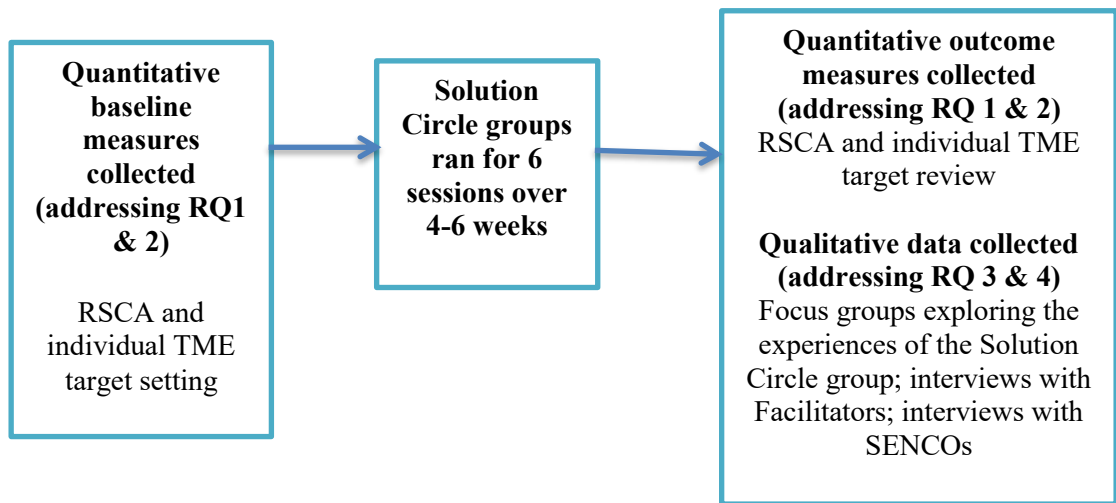 Quantitative
baseline
measures
collected
(addressing RQ1
& 2)
RSCA and
individual TME
target setting
Solution
Circle groups
ran for 6
sessions over
4-6 weeks
Quantitative outcome
measures collected
(addressing RQ 1 & 2)
RSCA and individual TME
target review
Qualitative data collected
(addressing RQ 3 & 4)
Focus groups exploring the
experiences of the Solution
Circle group; interviews with
Facilitators; interviews with
SENCOs